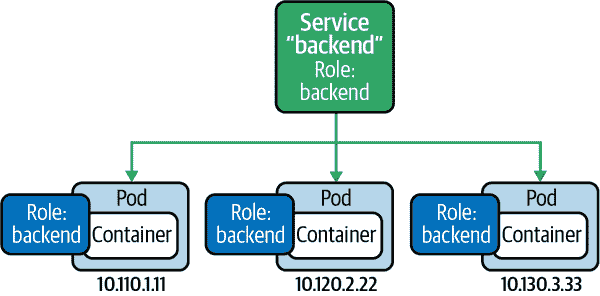 Service
“backend”
Role:
backend
Pod
Role:
backend
Container
10.110.1.11
Pod
Role:
backend
Container
10.120.2.22
Pod
Role:
backend
Container
10.130.3.33